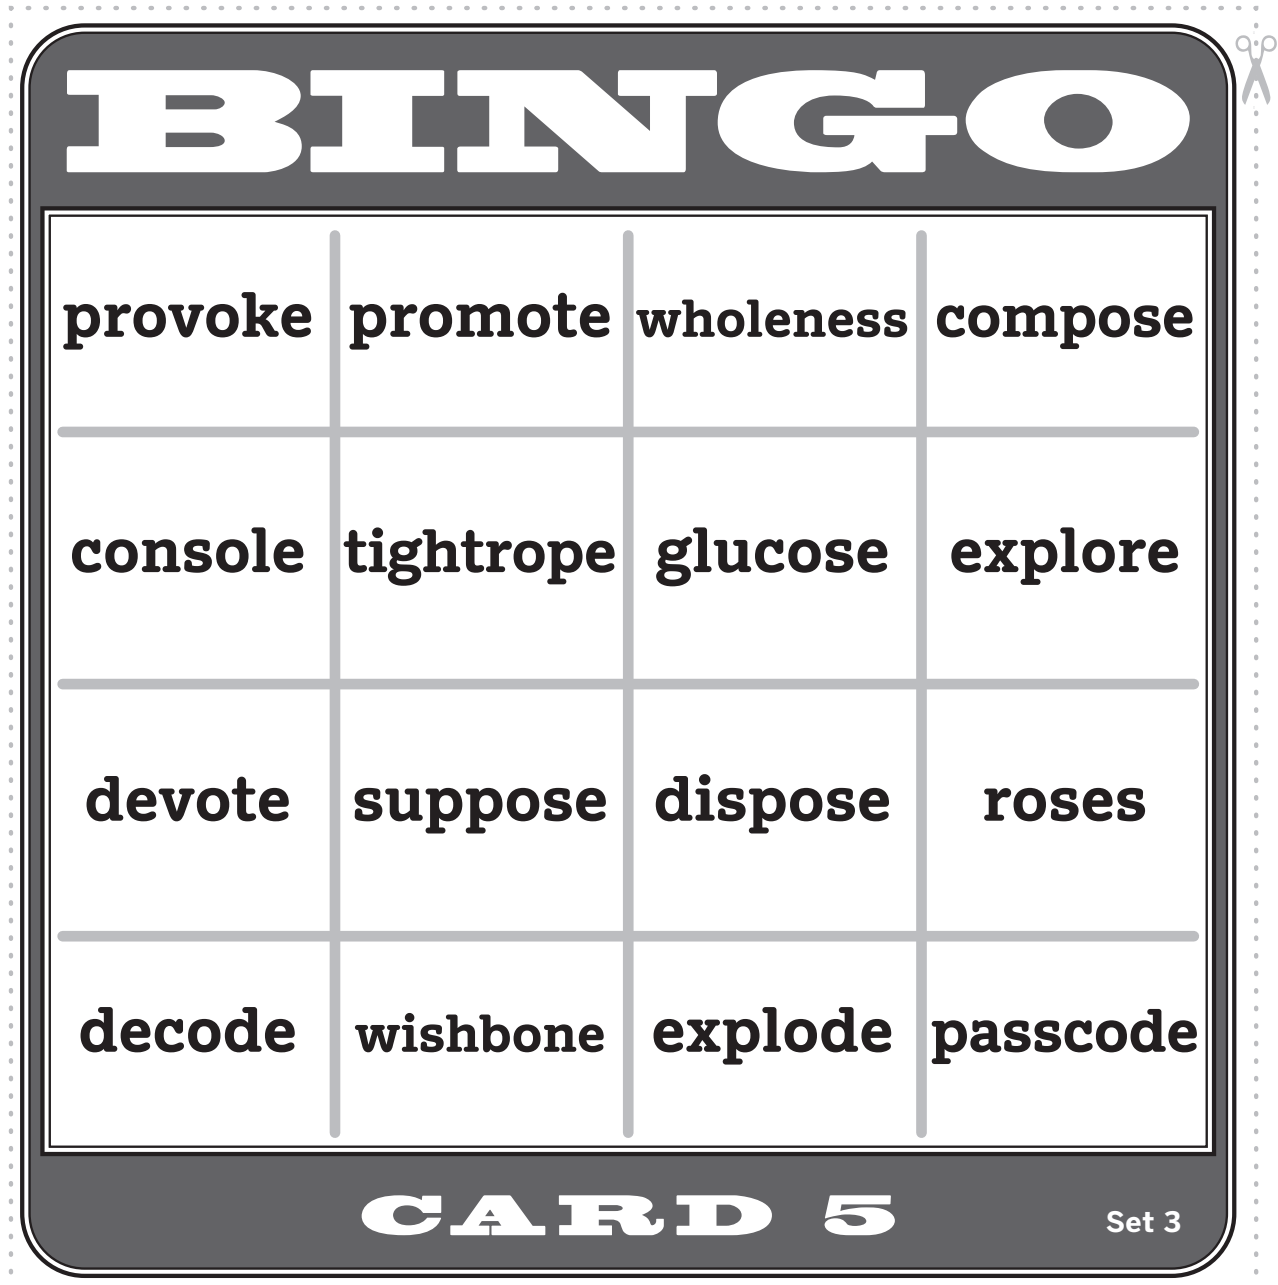 BINGO
provoke promote wholeness compose
console tightrope glucose explore
devote suppose dispose roses
decode wishbone explode passcode
CARD 5
Set 3